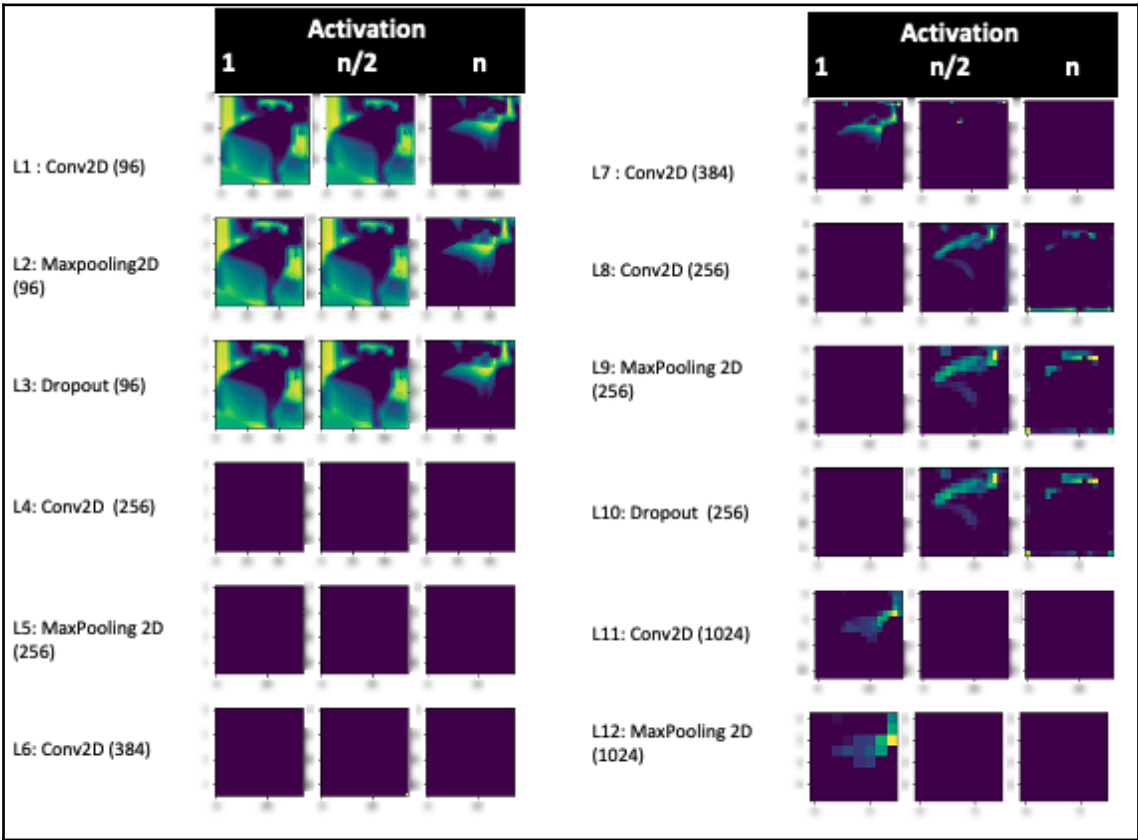 Activation
1 n/2 n
L1 : Conv2D (96)
L2: Maxpooling2D
(96)
L3: Dropout (96)
L4: Conv2D (256)
L5: MaxPooling 2D
(256)
L6: Conv2D (384)
Activation
1 n/2 n
L7 : Conv2D (384)
L8: Conv2D (256)
L9: MaxPooling 2D
(256)
L10: Dropout (256)
L11: Conv2D (1024)
L12: MaxPooling 2D
(1024)